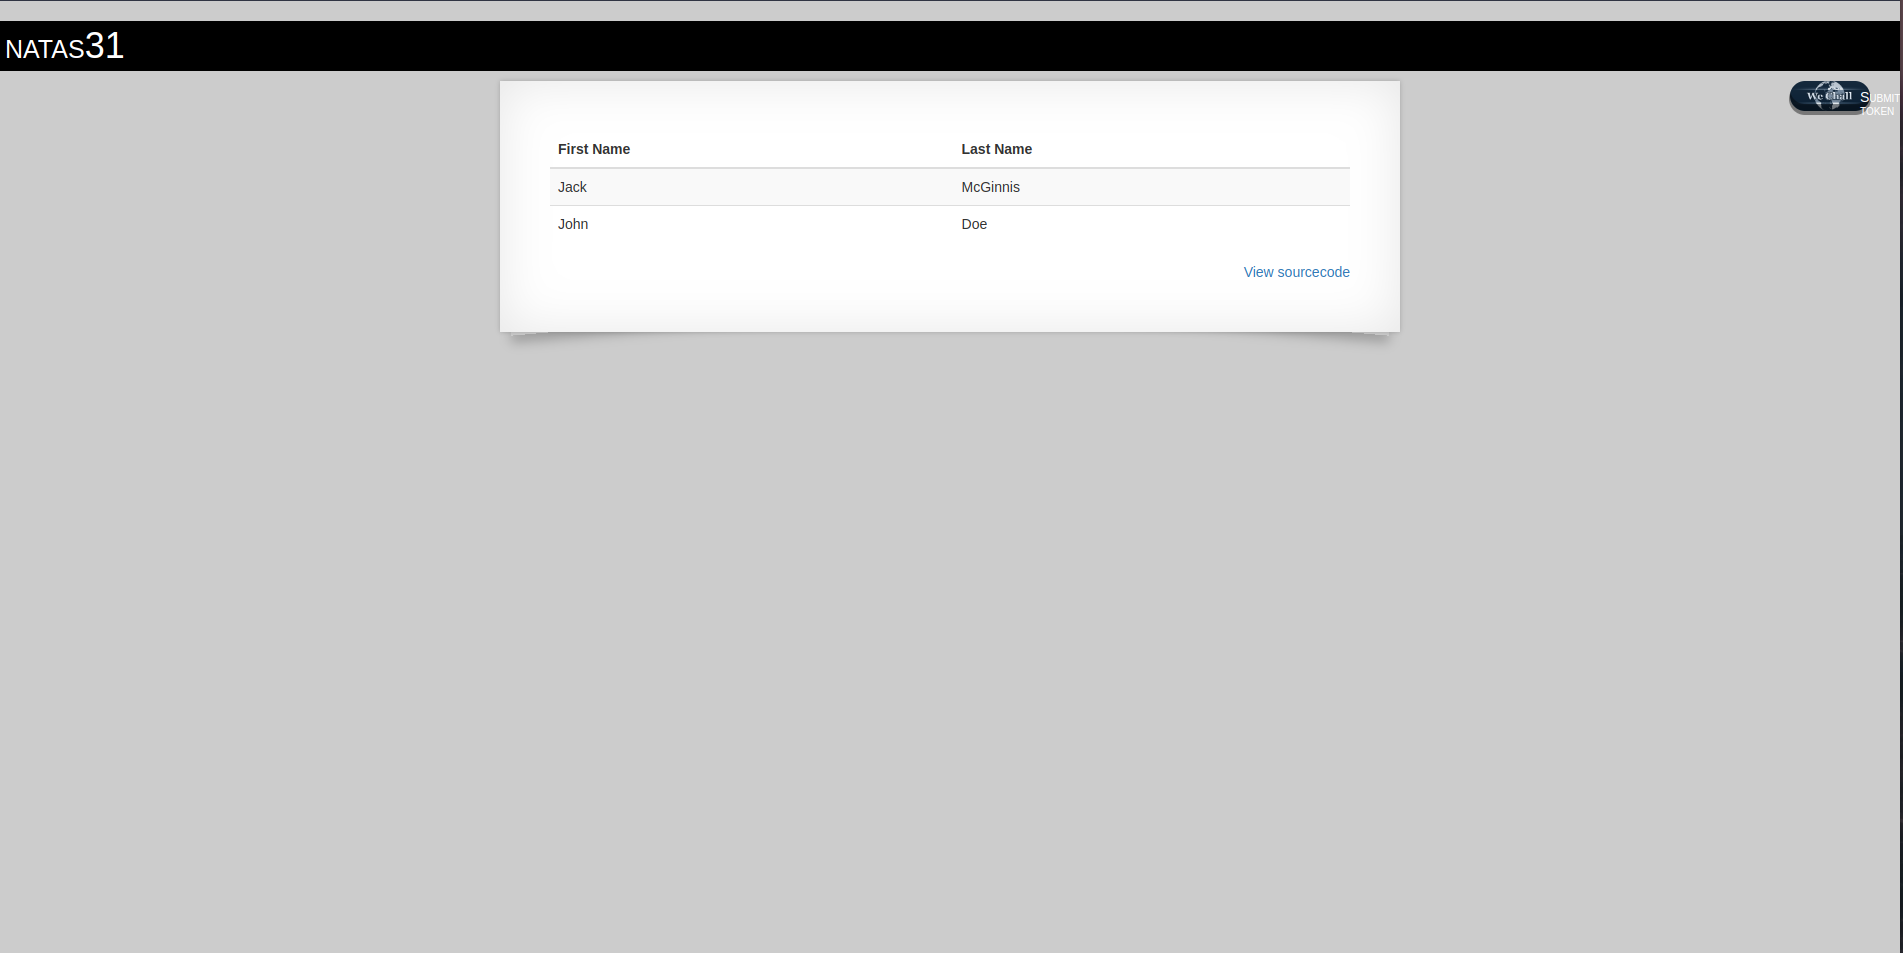 NATAS31
We Chall
SUBMIT
TOKEN
First Name Last Name
Jack McGinnis
John Doe
View sourcecode